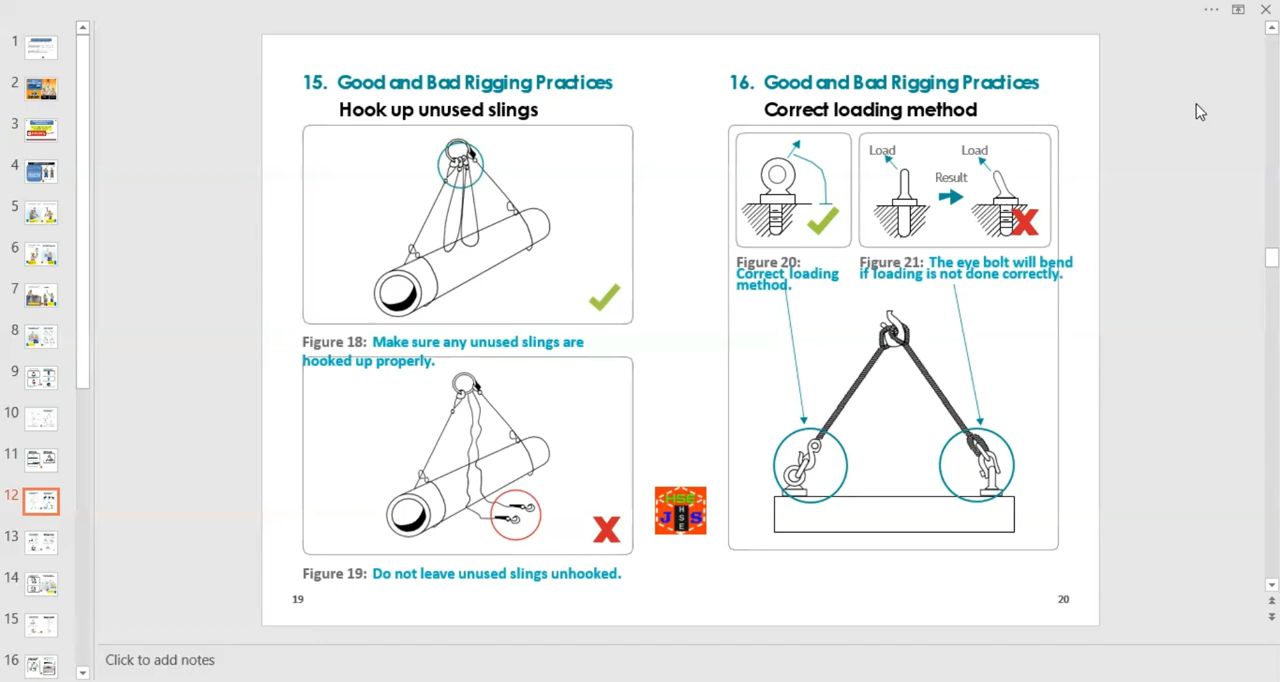 1
2
3
4
5
6
7
8
9
10
11
12
13
14
15
16
15. Good and Bad Rigging Practices
Hook up unused slings
Figure 18: Make sure any unused slings are
hooked up properly.
Figure 19: Do not leave unused slings unhooked.
19
HSE
J HSE S
16. Good and Bad Rigging Practices
Correct loading method
Load
Load
Result
Figure 20:
Correct loading
method.
Figure 21: The eye bolt will bend
if loading is not done correctly.
20
Click to add notes